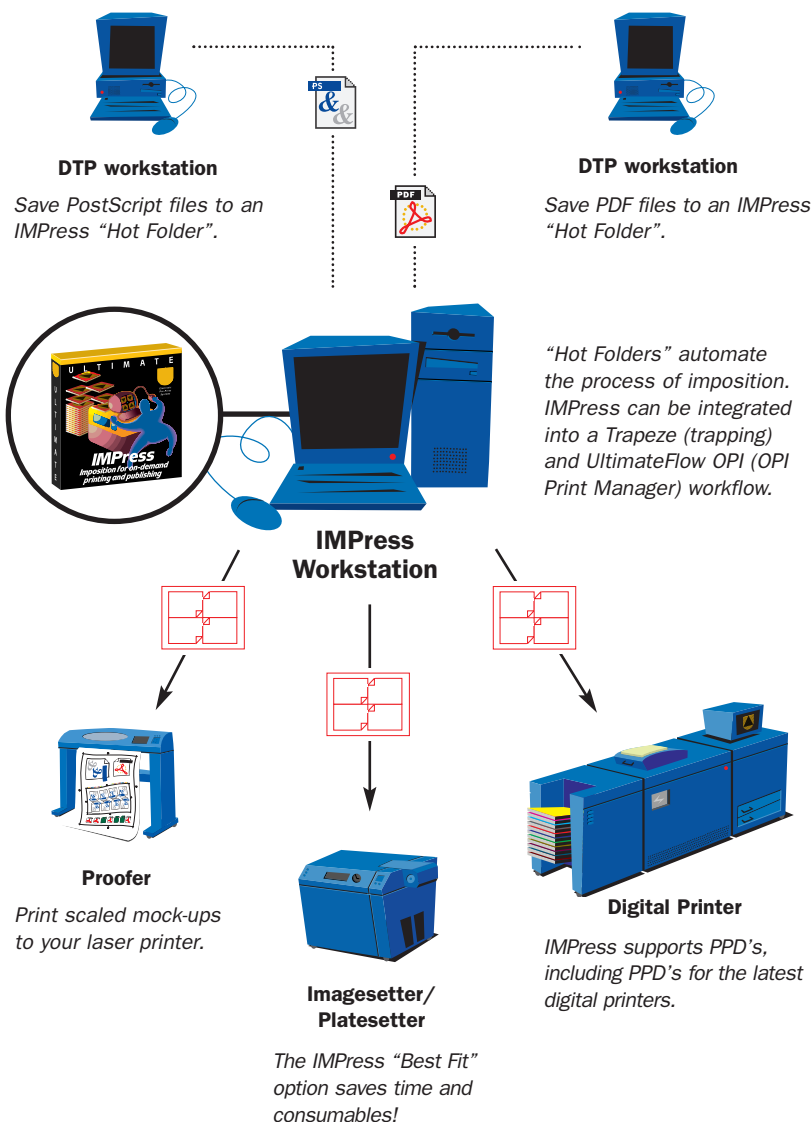 PS
&&
PDF
DTP workstation
Save PostScript files to an
IMPress “Hot Folder”.
DTP workstation
Save PDF files to an IMPress
“Hot Folder”.
ULTIMATE
ULTIMATE
IMPress
Imposition for on-demand
printing and publishing
“Hot Folders” automate
the process of imposition.
IMPress can be integrated
into a Trapeze (trapping)
and UltimateFlow OPI (OPI
Print Manager) workflow.
IMPress
Workstation
Proofer
Print scaled mock-ups
to your laser printer.
Imagesetter/
Platesetter
The IMPress “Best Fit”
option saves time and
consumables!
Digital Printer
IMPress supports PPD’s,
including PPD’s for the latest
digital printers.